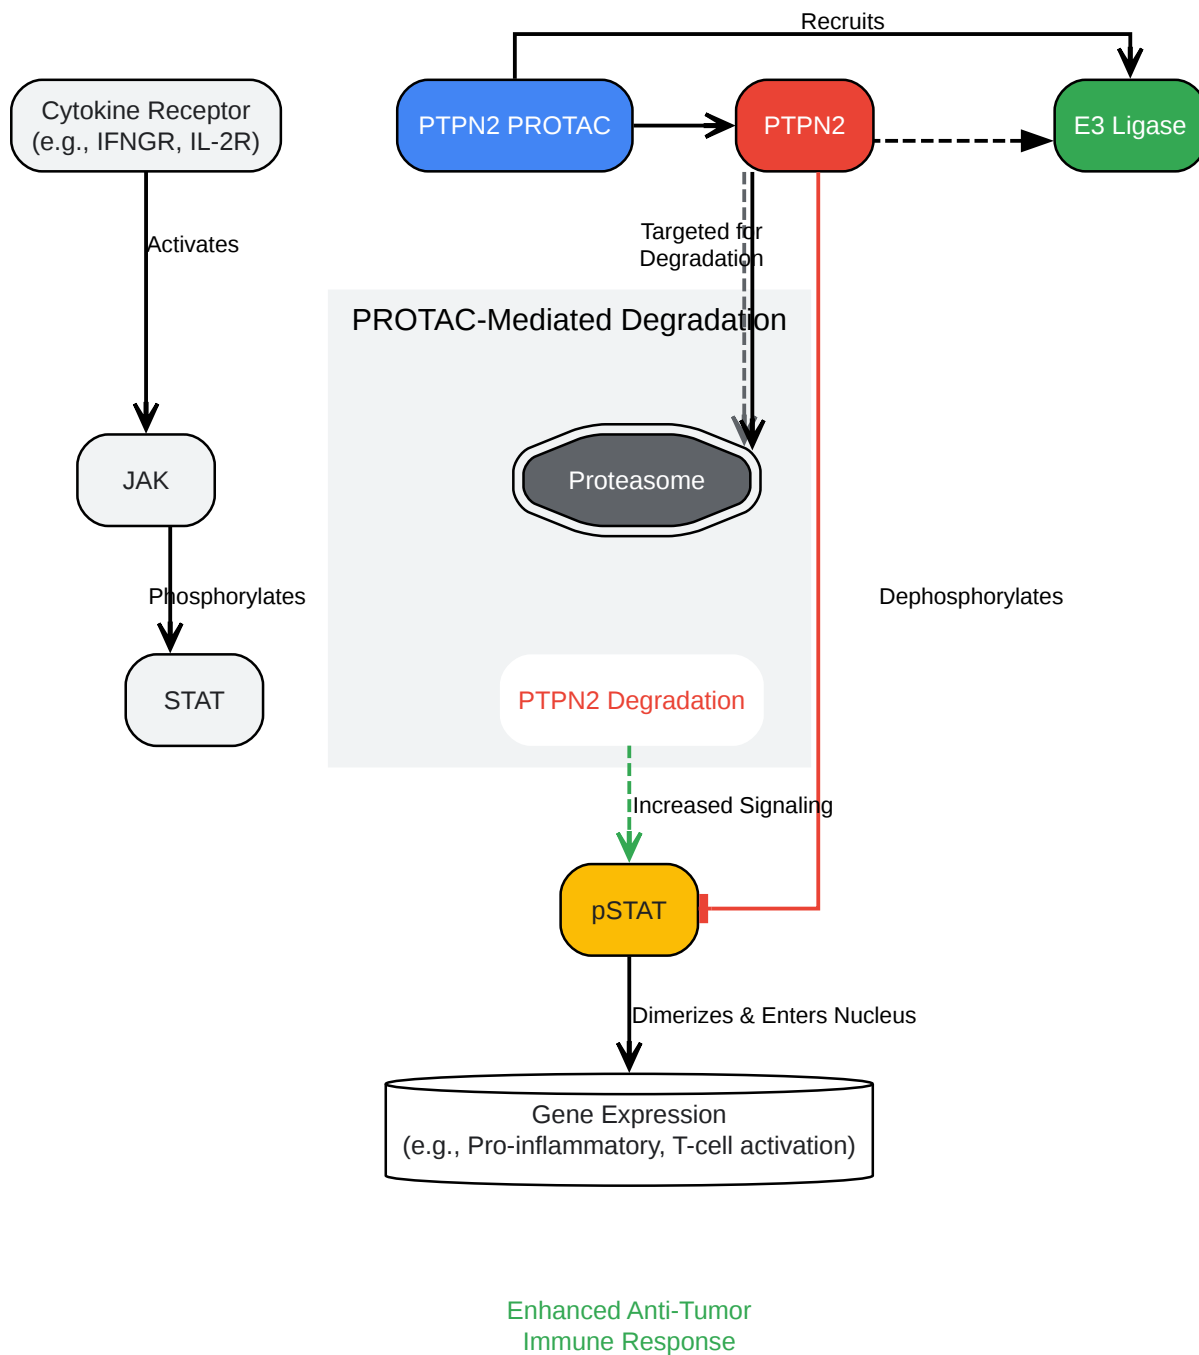 Recruits
Cytokine Receptor
(e.g., IFNGR, IL-2R)
PTPN2 PROTAC
PTPN2
E3 Ligase
Activates
Targeted for
Degradation
PROTAC-Mediated Degradation
JAK
Proteasome
Phosphorylates
Dephosphorylates
STAT
PTPN2 Degradation
Increased Signaling
pSTAT
Dimerizes & Enters Nucleus
Gene Expression
(e.g., Pro-inflammatory, T-cell activation)
Enhanced Anti-Tumor
Immune Response